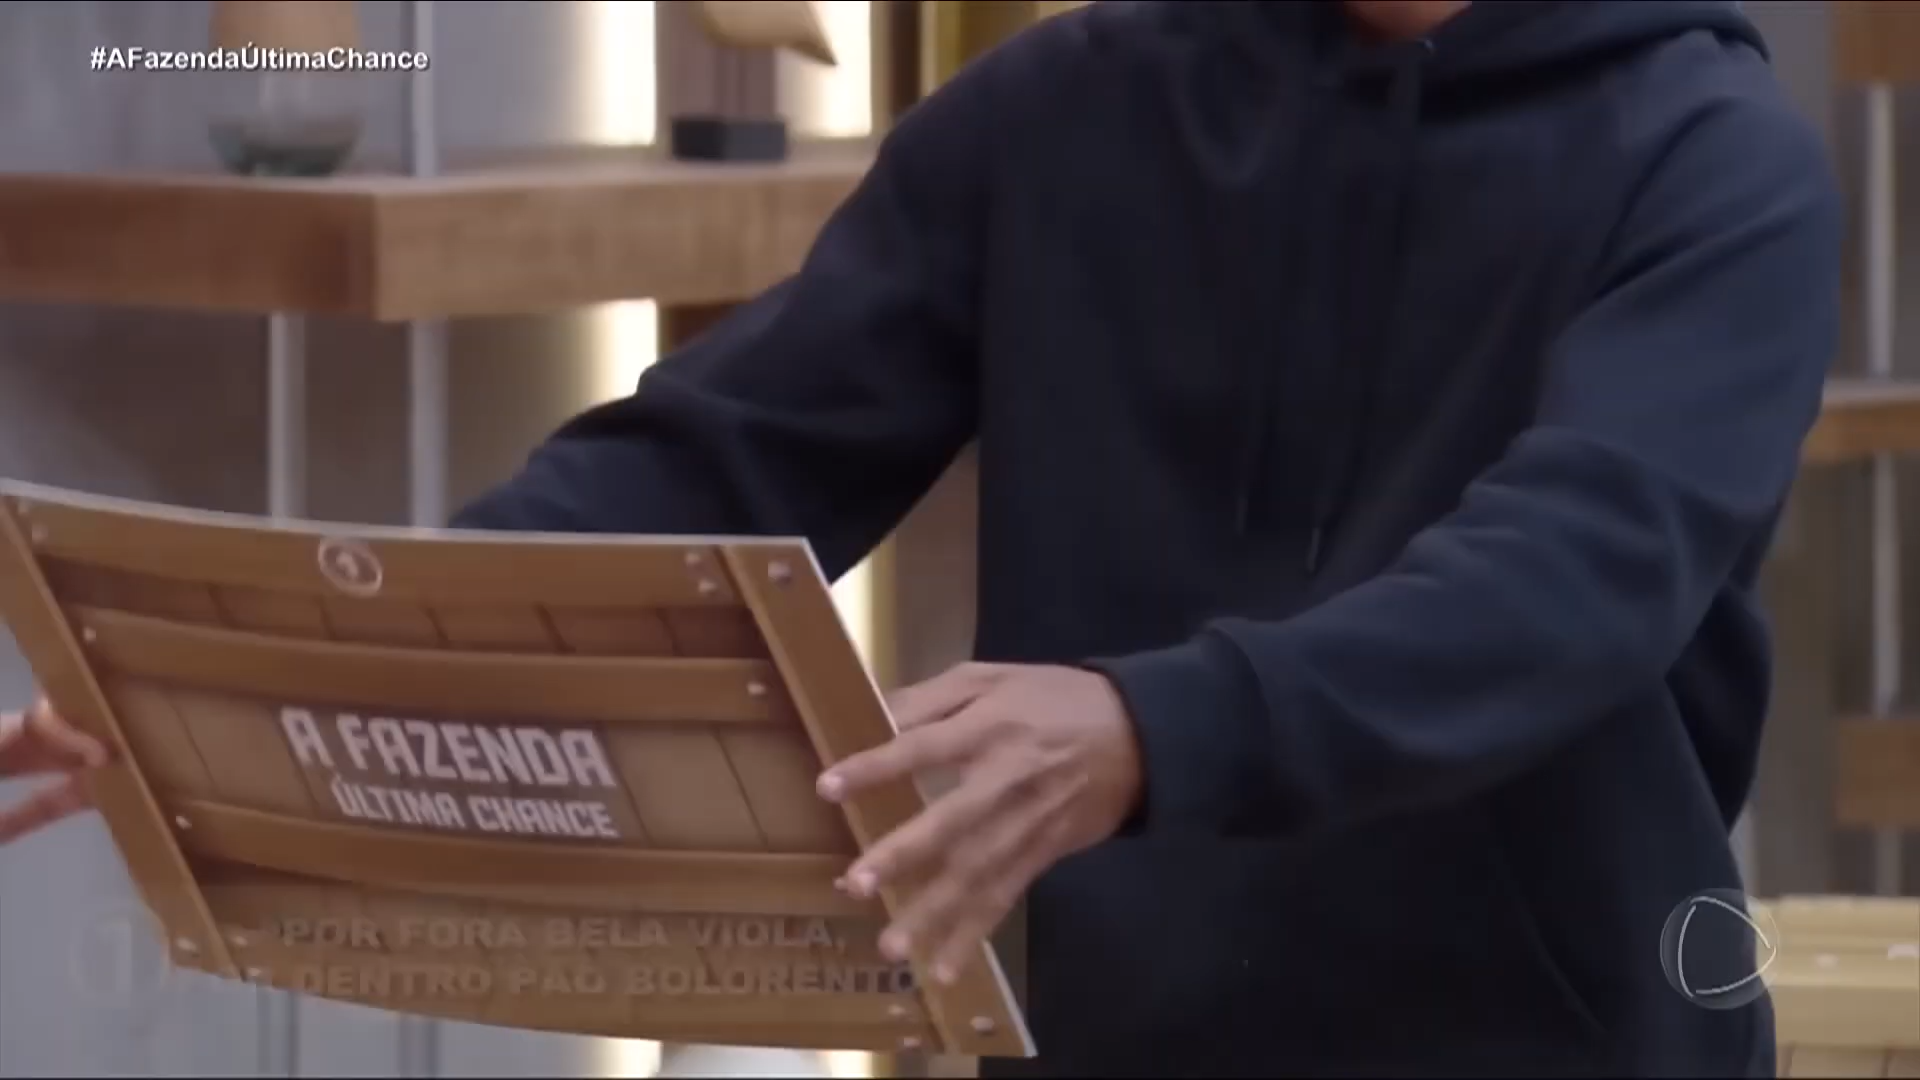 #AFazendaÚltimaChance
A FAZENDA
ÚLTIMA CHANCE
POR FORA BELA VIOLA,
DENTRO PÃO BOLORENTO